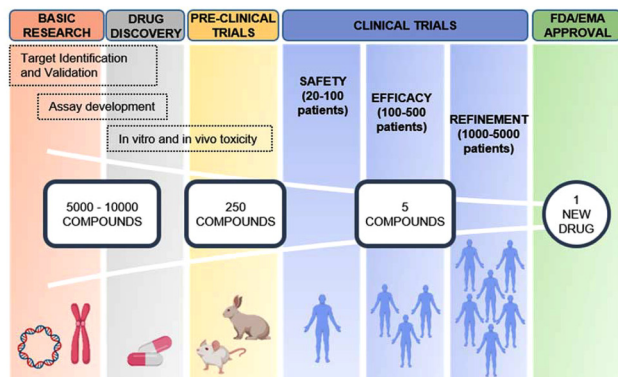 BASIC
RESEARCH
DRUG
DISCOVERY
PRE-CLINICAL
TRIALS
CLINICAL TRIALS
FDA/EMA
APPROVAL
Target Identification
and Validation
Assay development
In vitro and in vivo toxicity
SAFETY
(20-100
patients)
EFFICACY
(100-500
patients)
REFINEMENT
(1000-5000
patients)
5000 - 10000
COMPOUNDS
250
COMPOUNDS
5
COMPOUNDS
1
NEW
DRUG